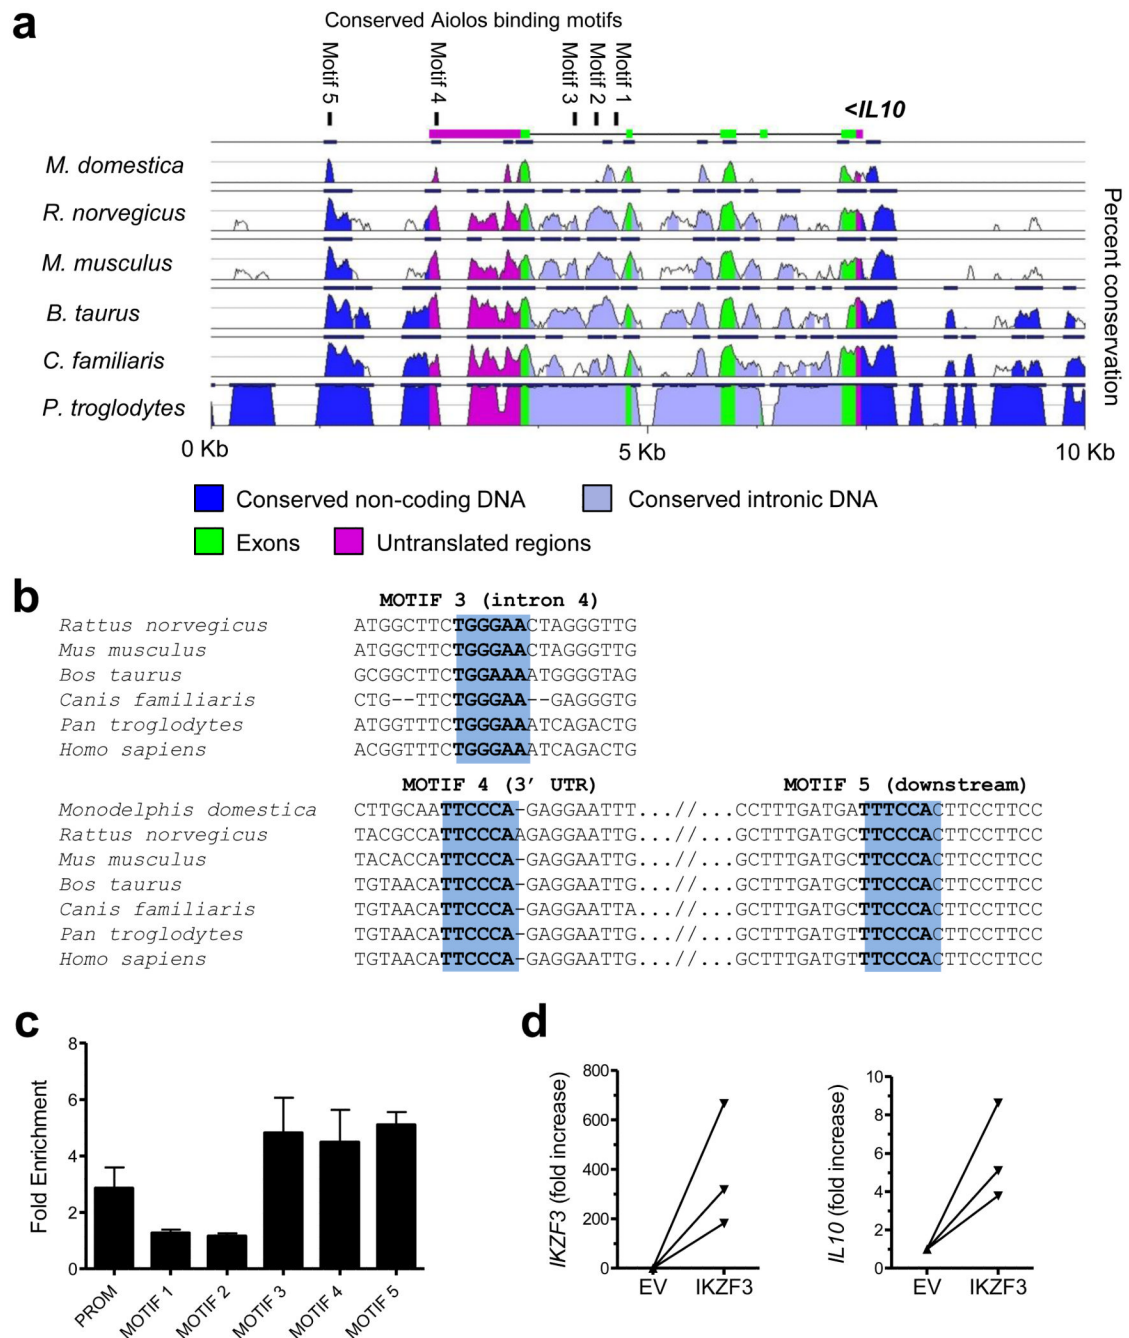 a
Conserved Aiolos binding motifs
Motif 5
Motif 4
Motif 3
Motif 2
Motif 1
<IL10
M. domestica
R. norvegicus
M. musculus
B. taurus
C. familiaris
P. troglodytes
Percent conservation
0 Kb
5 Kb
10 Kb
Conserved non-coding DNA
Conserved intronic DNA
Exons
Untranslated regions
b
MOTIF 3 (intron 4)
Rattus norvegicus ATGGCTTCTGGGAACTAGGGTTG
Mus musculus ATGGCTTCTGGGAACTAGGGTTG
Bos taurus GCGGCTTCTGGAAAATGGGGTAG
Canis familiaris CTG--TTCTGGGAA--GAGGGTG
Pan troglodytes ATGGTTTCTGGGAAATCAGACTG
Homo sapiens ACGGTTTCTGGGAAATCAGACTG
MOTIF 4 (3' UTR) MOTIF 5 (downstream)
Monodelphis domestica CTTGCAATTCCCA-GAGGAATTT...//...CCTTTGATGATTTCCACTTCCTTCC
Rattus norvegicus TACGCCATTCCCAAGAGGAATTG...//...GCTTTGATGCTTCCCACTTCCTTCC
Mus musculus TACACCATTCCCA-GAGGAATTG...//...GCTTTGATGCTTCCCACTTCCTTCC
Bos taurus TGTAACATTCCCA-GAGGAATTG...//...GCTTTGATGCTTCCCACTTCCTTCC
Canis familiaris TGTAACATTCCCA-GAGGAATTA...//...GCTTTGATGCTTCCCACTTCCTTCC
Pan troglodytes TGTAACATTCCCA-GAGGAATTG...//...GCTTTGATGTTTCCCACTTCCTTCC
Homo sapiens TGTAACATTCCCA-GAGGAATTG...//...GCTTTGATGTTTCCCACTTCCTTCC
c
Fold Enrichment
8
6
4
2
0
PROM
MOTIF 1
MOTIF 2
MOTIF 3
MOTIF 4
MOTIF 5
d
IKZF3 (fold increase)
800
600
400
200
0
EV IKZF3
IL10 (fold increase)
10
8
6
4
2
0
EV IKZF3